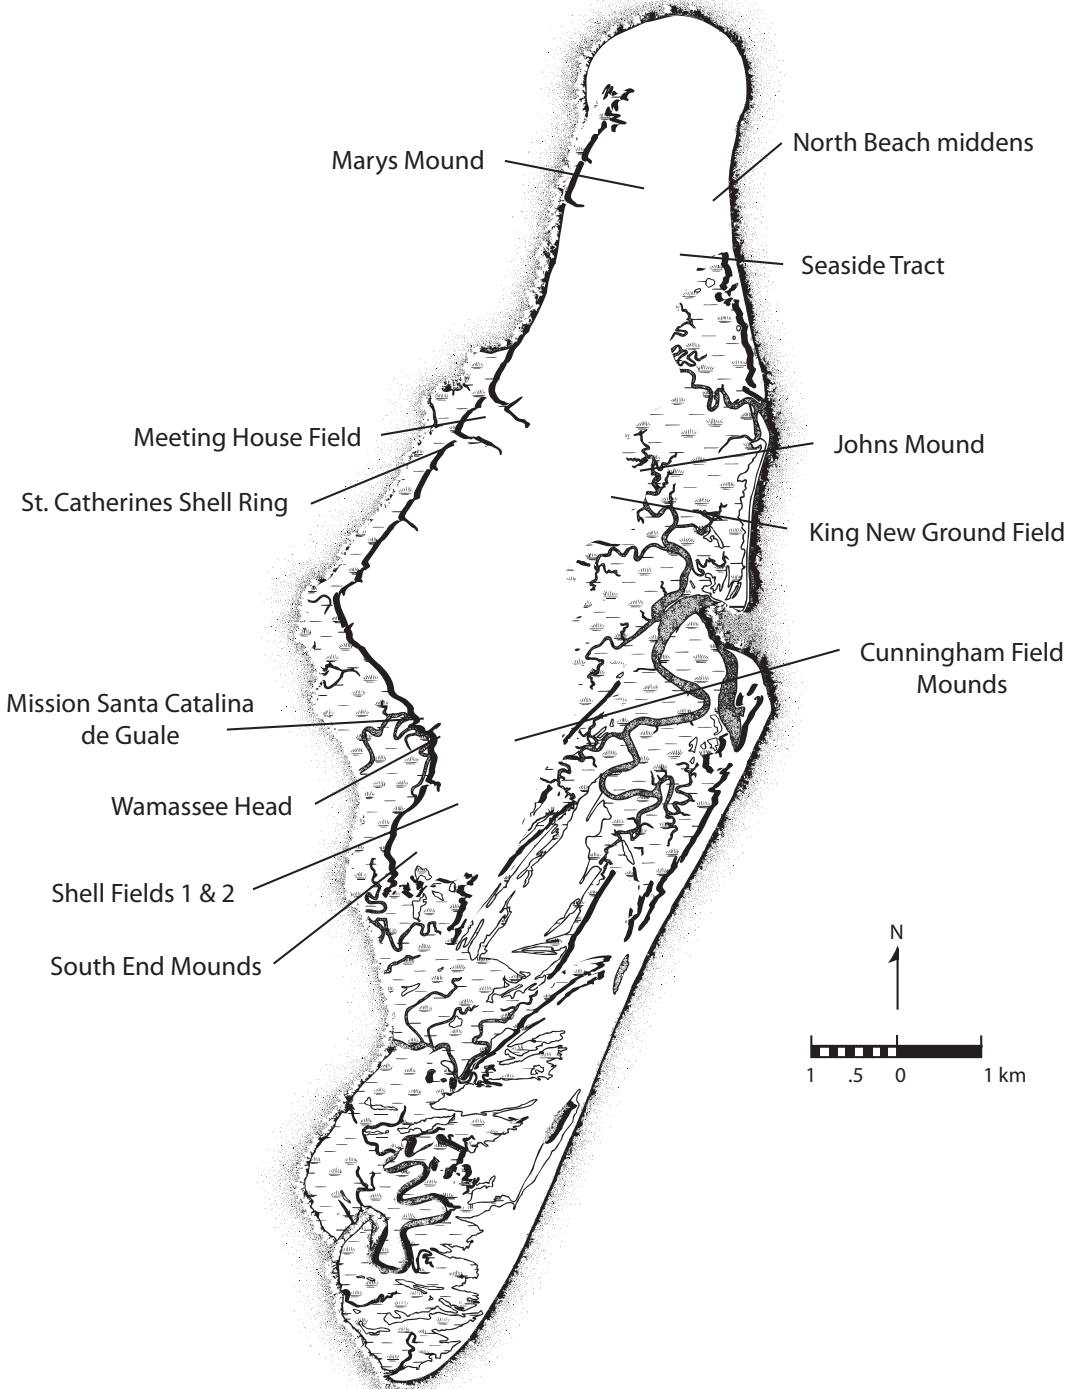 Marys Mound
North Beach middens
Seaside Tract
Meeting House Field
Johns Mound
St. Catherines Shell Ring
King New Ground Field
Cunningham Field
Mounds
Mission Santa Catalina
de Guale
Wamassee Head
Shell Fields 1 & 2
South End Mounds
N
1 .5 0 1 km